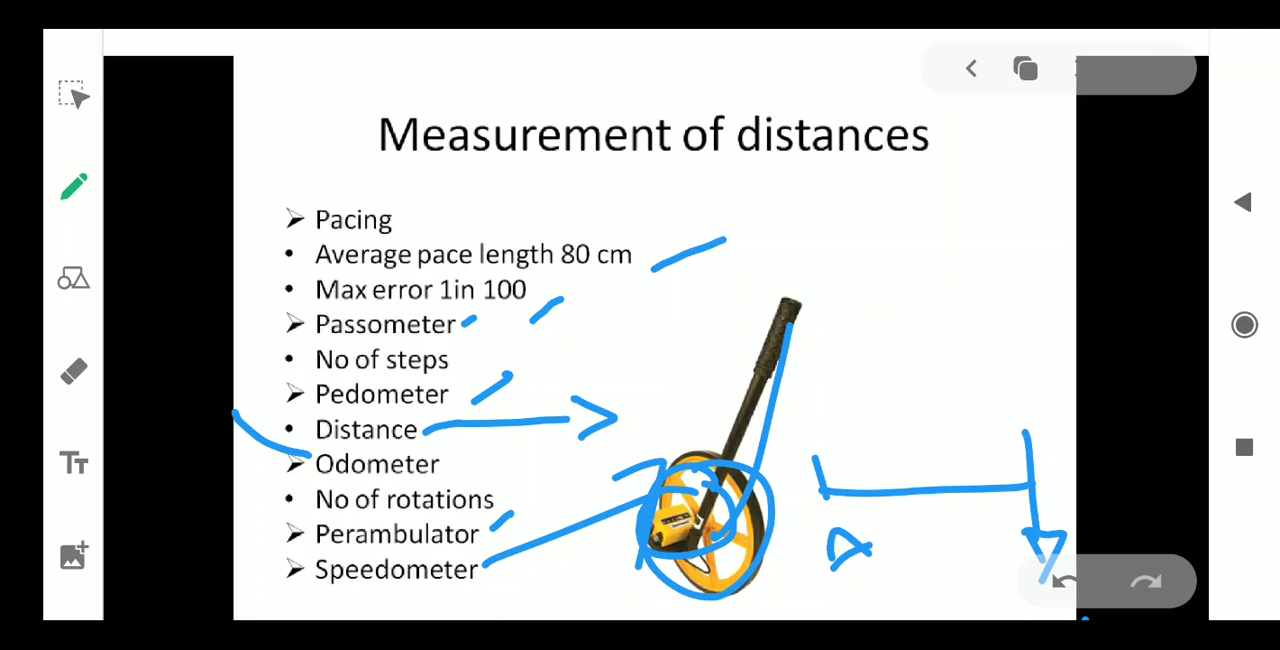 Measurement of distances
➢ Pacing
• Average pace length 80 cm
• Max error 1in 100
➢ Passometer
• No of steps
➢ Pedometer
• Distance
➢ Odometer
• No of rotations
➢ Perambulator
➢ Speedometer